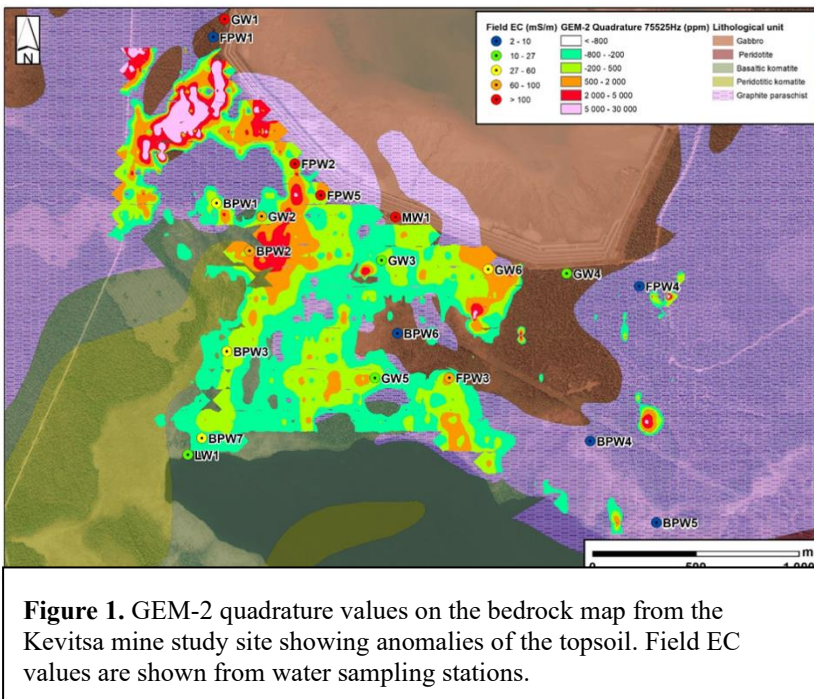 GW1
FPW1
N
Field EC (mS/m) GEM-2 Quadrature 75525Hz (ppm) Lithological unit
2 - 10 < -800 Gabbro
10 - 27 -800 - -200 Peridotite
27 - 60 -200 - 500 Basaltic komatite
60 - 100 500 - 2 000 Peridotitic komatite
> 100 2 000 - 5 000 Graphite paraschist
5 000 - 30 000
FPW2
BPW1 FPW5
GW2 MW1
BPW2 GW3
GW6 GW4
FPW4
BPW6
BPW3
GW5 FPW3
BPW7 BPW4
LW1
BPW5
m
Figure 1. GEM-2 quadrature values on the bedrock map from the
Kevitsa mine study site showing anomalies of the topsoil. Field EC
values are shown from water sampling stations.